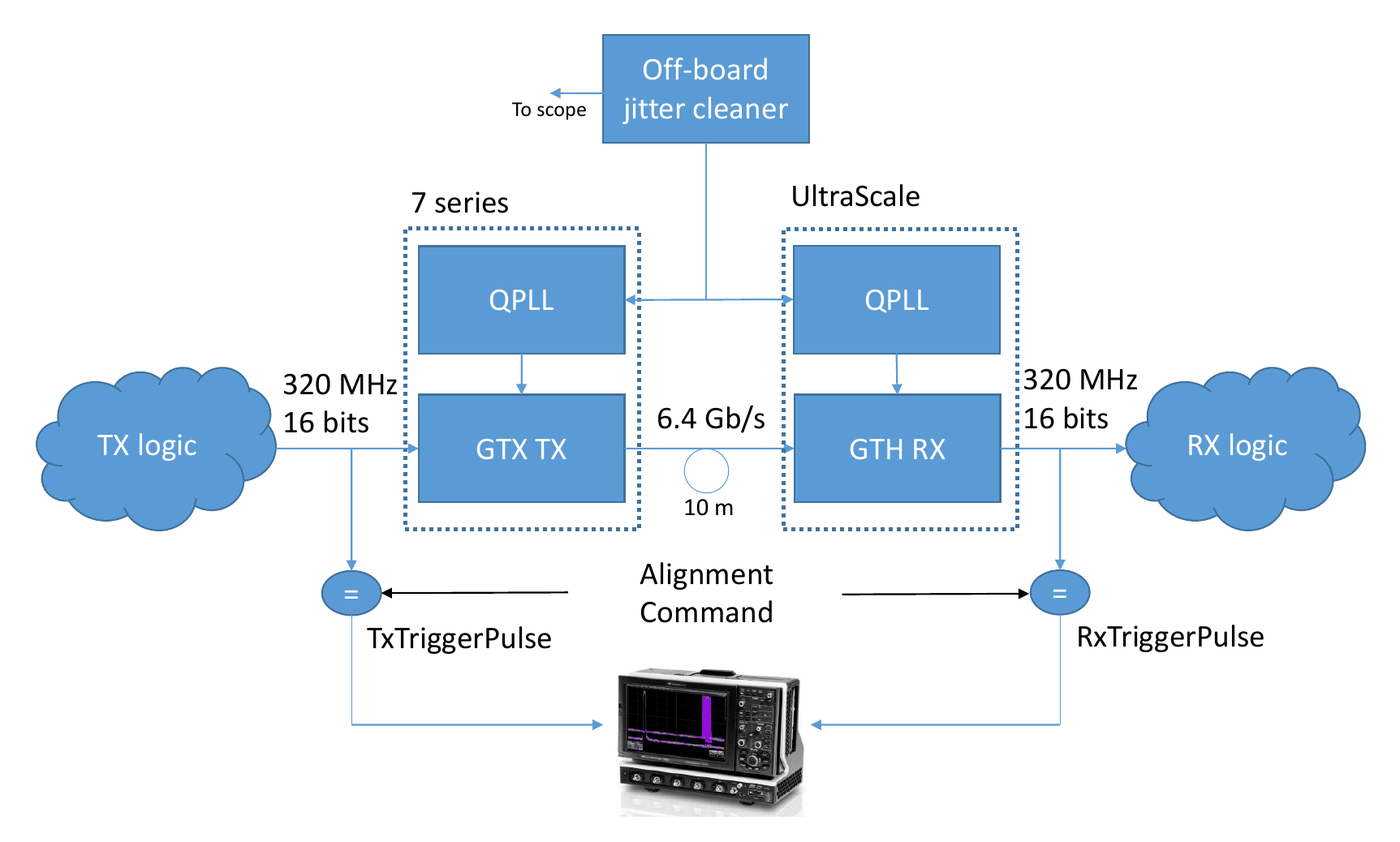 Off-board
jitter cleaner
To scope
7 series
UltraScale
QPLL
QPLL
320 MHz
16 bits
6.4 Gb/s
320 MHz
16 bits
TX logic
GTX TX
GTH RX
RX logic
10 m
Alignment
Command
=
=
TxTriggerPulse
RxTriggerPulse